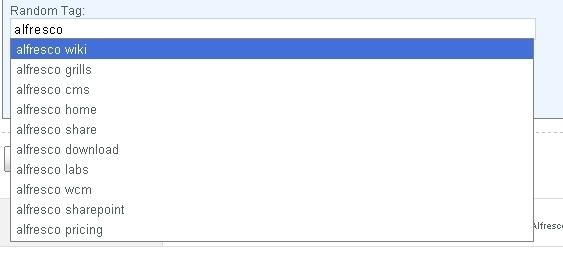 Random Tag:
alfresco
alfresco wiki
alfresco grills
alfresco cms
alfresco home
alfresco share
alfresco download
alfresco labs
alfresco wcm
alfresco sharepoint
alfresco pricing
Alfresc